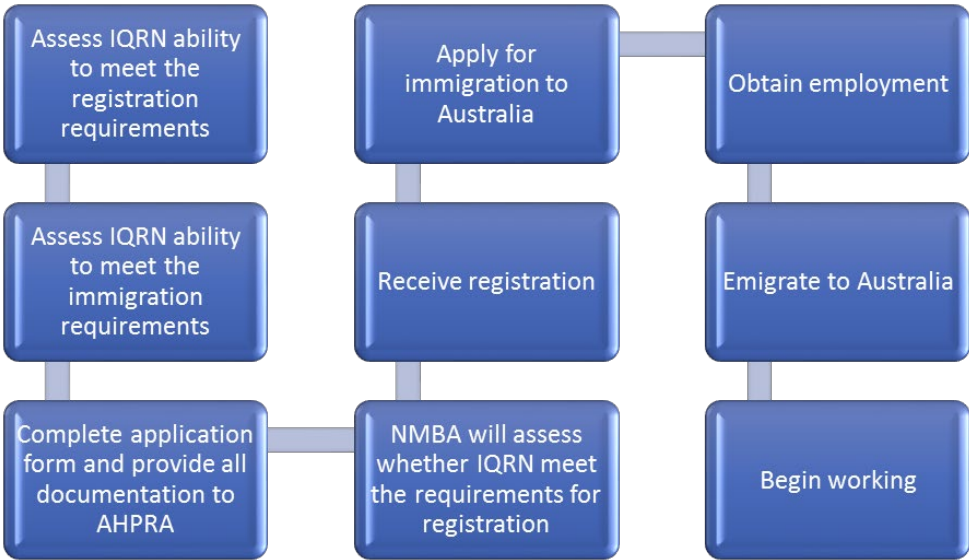 Assess IQRN ability
to meet the
registration
requirements
Assess IQRN ability
to meet the
immigration
requirements
Complete application
form and provide all
documentation to
AHPRA
NMBA will assess
whether IQRN meet
the requirements for
registration
Receive registration
Apply for
immigration to
Australia
Obtain employment
Emigrate to Australia
Begin working